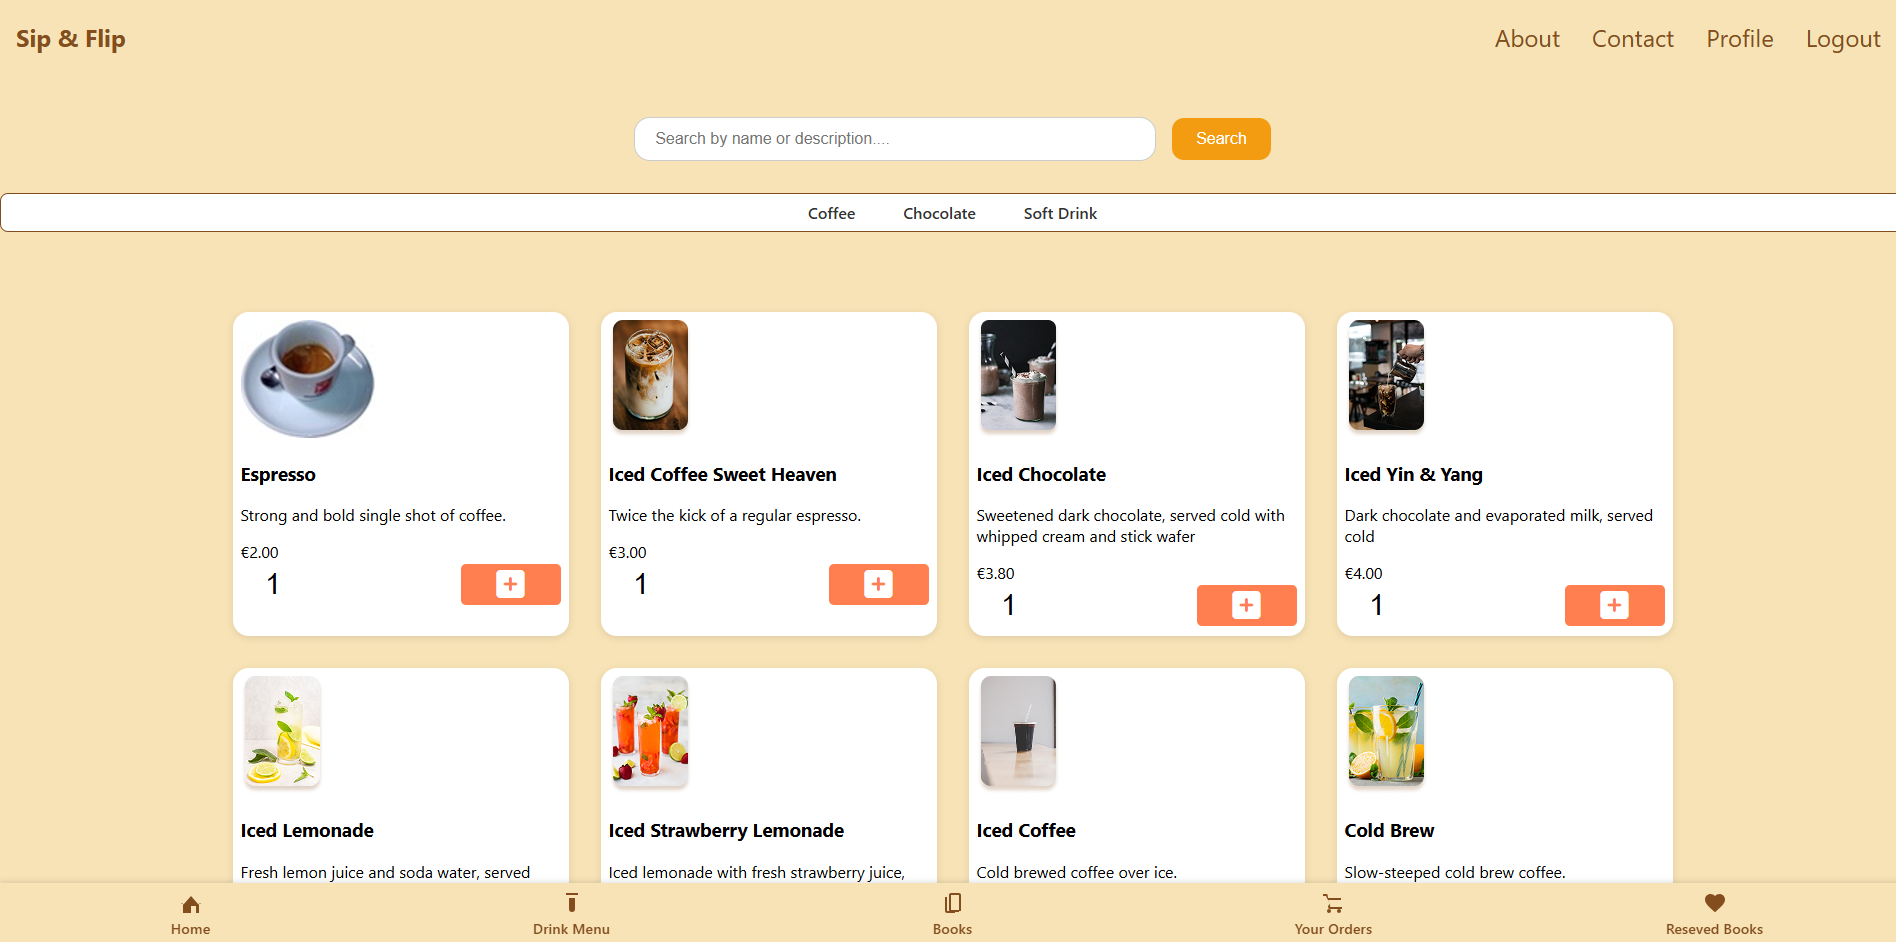 Sip & Flip
About Contact Profile Logout
Search by name or description....
Search
Coffee Chocolate Soft Drink
Espresso
Strong and bold single shot of coffee.
€2.00
1
Iced Coffee Sweet Heaven
Twice the kick of a regular espresso.
€3.00
1
Iced Chocolate
Sweetened dark chocolate, served cold with
whipped cream and stick wafer
€3.80
1
Iced Yin & Yang
Dark chocolate and evaporated milk, served
cold
€4.00
1
Iced Lemonade
Fresh lemon juice and soda water, served
Iced Strawberry Lemonade
Iced lemonade with fresh strawberry juice,
Iced Coffee
Cold brewed coffee over ice.
Cold Brew
Slow-steeped cold brew coffee.
Home
Drink Menu
Books
Your Orders
Reseved Books